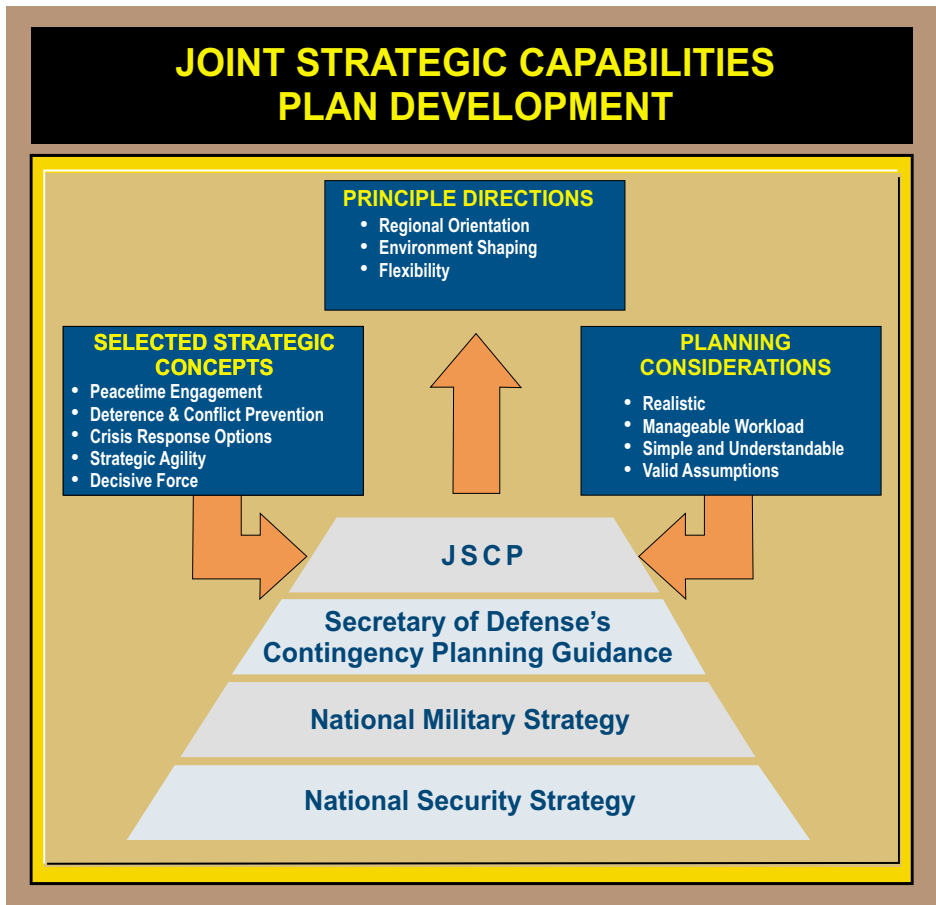 JOINT STRATEGIC CAPABILITIES
PLAN DEVELOPMENT
PRINCIPLE DIRECTIONS
• Regional Orientation
• Environment Shaping
• Flexibility
SELECTED STRATEGIC
CONCEPTS
• Peacetime Engagement
• Deterence & Conflict Prevention
• Crisis Response Options
• Strategic Agility
• Decisive Force
PLANNING
CONSIDERATIONS
• Realistic
• Manageable Workload
• Simple and Understandable
• Valid Assumptions
JSCP
Secretary of Defense’s
Contingency Planning Guidance
National Military Strategy
National Security Strategy